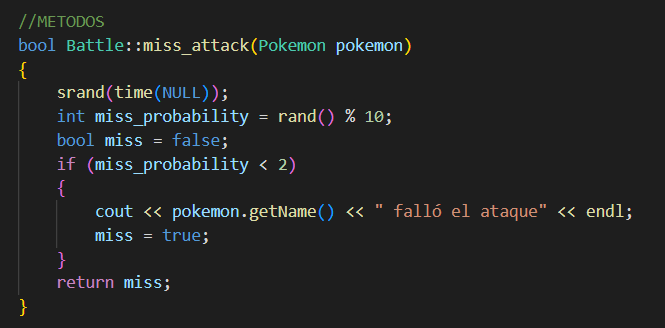 //METODOS
bool Battle::miss_attack(Pokemon pokemon)
{
    srand(time(NULL));
    int miss_probability = rand() % 10;
    bool miss = false;
    if (miss_probability < 2)
    {
        cout << pokemon.getName() << " falló el ataque" << endl;
        miss = true;
    }
    return miss;
}